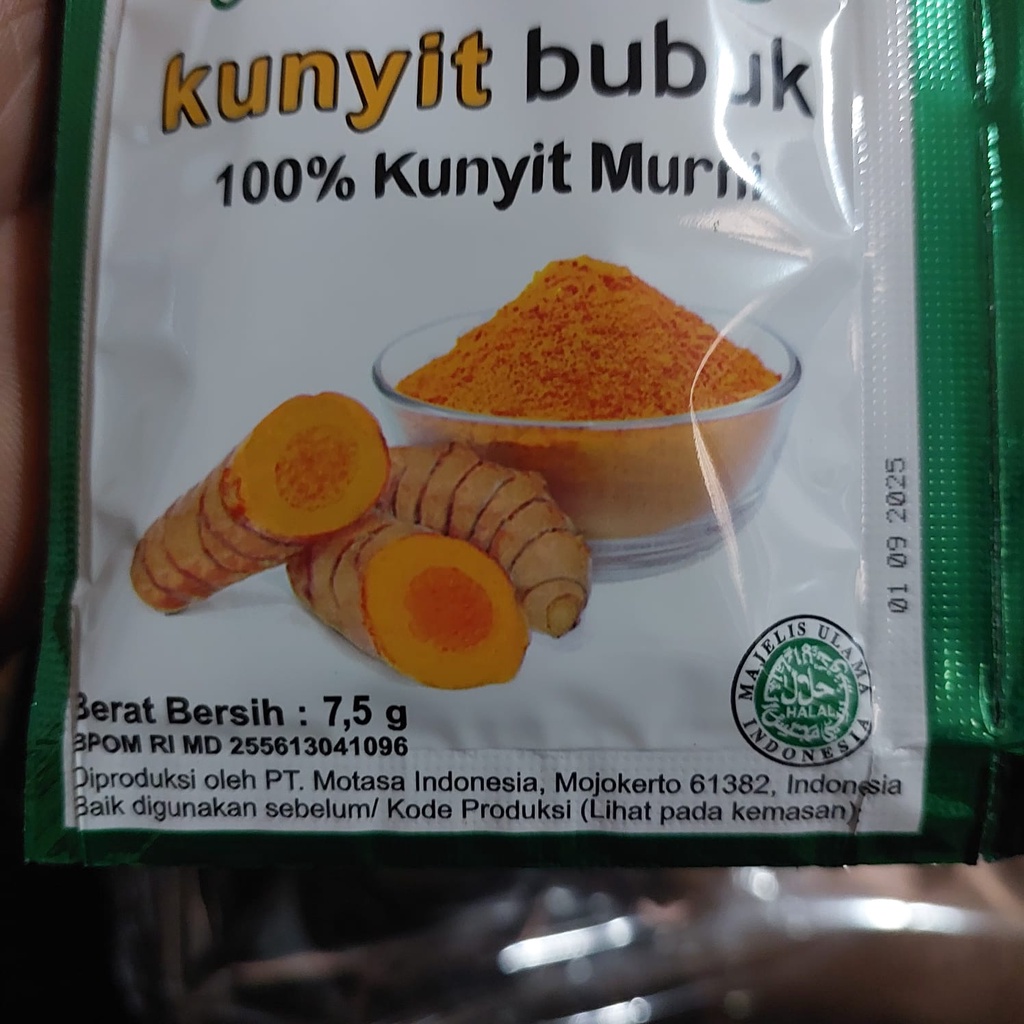 kunyit bubuk
100% Kunyit Murni
01 09 2025
MAJELIS ULAMA
حلال
HALAL
INDONESIA
Berat Bersih : 7,5 g
BPOM RI MD 255613041096
Diproduksi oleh PT. Motasa Indonesia, Mojokerto 61382, Indonesia
Baik digunakan sebelum/ Kode Produksi (Lihat pada kemasan)